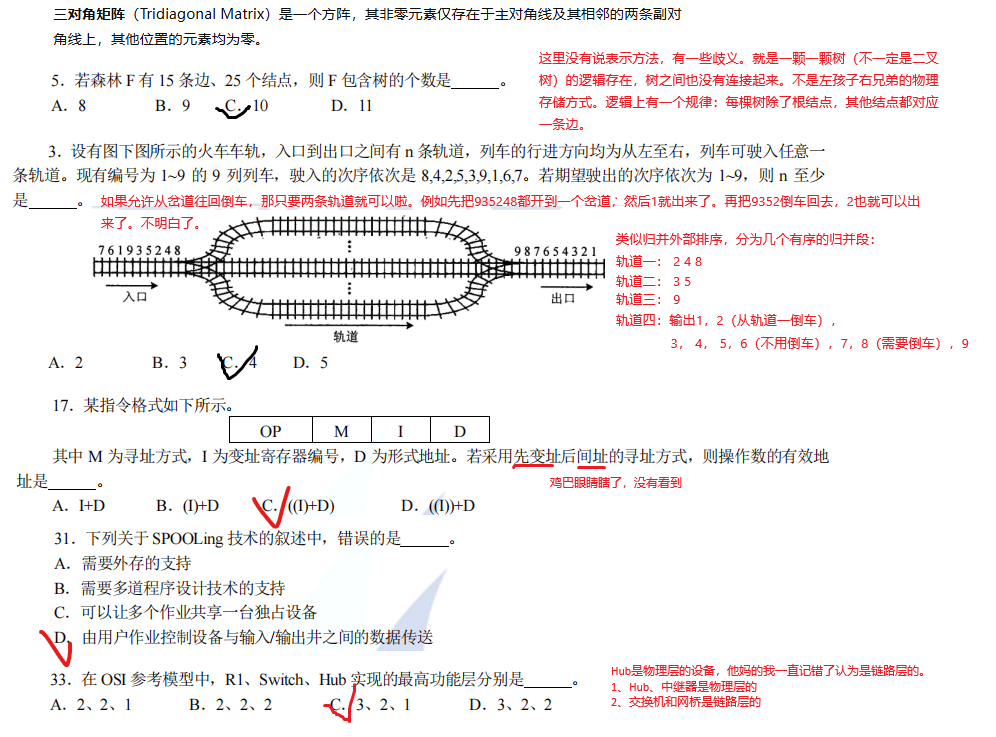 三对角矩阵（Tridiagonal Matrix）是一个方阵，其非零元素仅存在于主对角线及其相邻的两条副对
角线上，其他位置的元素均为零。
5．若森林 F 有 15 条边、25 个结点，则 F 包含树的个数是______。
A．8 B．9 C．10 D．11
这里没有说表示方法，有一些歧义。就是一颗一颗树（不一定是二叉
树）的逻辑存在，树之间也没有连接起来。不是左孩子右兄弟的物理
存储方式。逻辑上有一个规律：每棵树除了根结点，其他结点都对应
一条边。
3．设有图下图所示的火车车轨，入口到出口之间有 n 条轨道，列车的行进方向均为从左至右，列车可驶入任意一
条轨道。现有编号为 1~9 的 9 列列车，驶入的次序依次是 8,4,2,5,3,9,1,6,7。若期望驶出的次序依次为 1~9，则 n 至少
是______。
如果允许从岔道往回倒车，那只要两条轨道就可以啦。例如先把935248都开到一个岔道，然后1就出来了。再把9352倒车回去，2也就可以出
来了。不明白了。
7 6 1 9 3 5 2 4 8
9 8 7 6 5 4 3 2 1
入口
出口
轨道
类似归并外部排序，分为几个有序的归并段：
轨道一： 2 4 8
轨道二： 3 5
轨道三： 9
轨道四：输出1，2（从轨道一倒车），
3， 4， 5，6（不用倒车），7，8（需要倒车），9
A．2 B．3 C．4 D．5
17．某指令格式如下所示。
OP M I D
其中 M 为寻址方式，I 为变址寄存器编号，D 为形式地址。若采用先变址后间址的寻址方式，则操作数的有效地
址是______。
鸡巴眼睛瞎了，没有看到
A．I+D B．(I)+D C．((I)+D) D．((I))+D
31．下列关于 SPOOLing 技术的叙述中，错误的是______。
A．需要外存的支持
B．需要多道程序设计技术的支持
C．可以让多个作业共享一台独占设备
D．由用户作业控制设备与输入/输出井之间的数据传送
33．在 OSI 参考模型中，R1、Switch、Hub 实现的最高功能层分别是______。
A．2、2、1 B．2、2、2 C．3、2、1 D．3、2、2
Hub是物理层的设备，他妈的我一直记错了认为是链路层的。
1、Hub、中继器是物理层的
2、交换机和网桥是链路层的